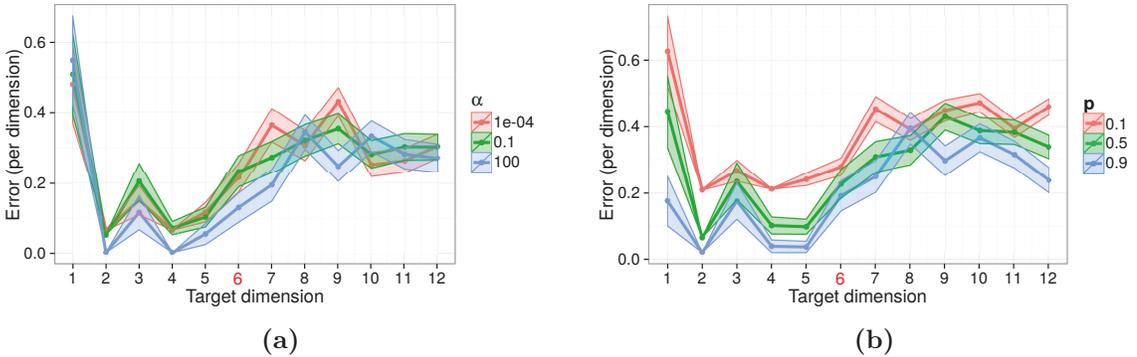 Error (per dimension)
0.6
0.4
0.2
0.0
1 2 3 4 5 6 7 8 9 10 11 12
Target dimension
α
1e-04
0.1
100
(a)
Error (per dimension)
0.6
0.4
0.2
0.0
1 2 3 4 5 6 7 8 9 10 11 12
Target dimension
p
0.1
0.5
0.9
(b)